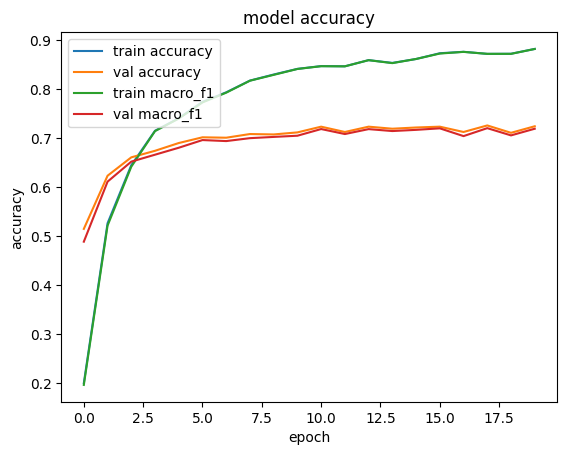 model accuracy
train accuracy
val accuracy
train macro_f1
val macro_f1
accuracy
0.9
0.8
0.7
0.6
0.5
0.4
0.3
0.2
0.0 2.5 5.0 7.5 10.0 12.5 15.0 17.5
epoch